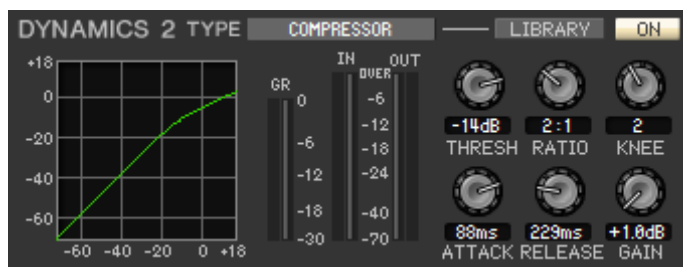 DYNAMICS 2 TYPE COMPRESSOR LIBRARY ON
+18
0
-20
-40
-60
-60 -40 -20 0 +18
GR
0
-6
-12
-18
-30
IN OUT
OVER
-6
-12
-18
-24
-40
-70
-14dB 2:1 2
THRESH RATIO KNEE
88ms 229ms +1.0dB
ATTACK RELEASE GAIN